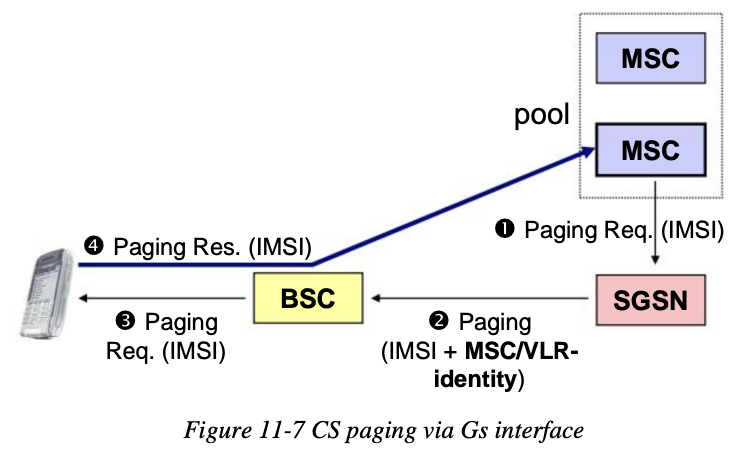 MSC
pool
MSC
❶ Paging Req. (IMSI)
❹ Paging Res. (IMSI)
BSC
SGSN
❸ Paging
Req. (IMSI)
❷ Paging
(IMSI + MSC/VLR-
identity)
Figure 11-7 CS paging via Gs interface